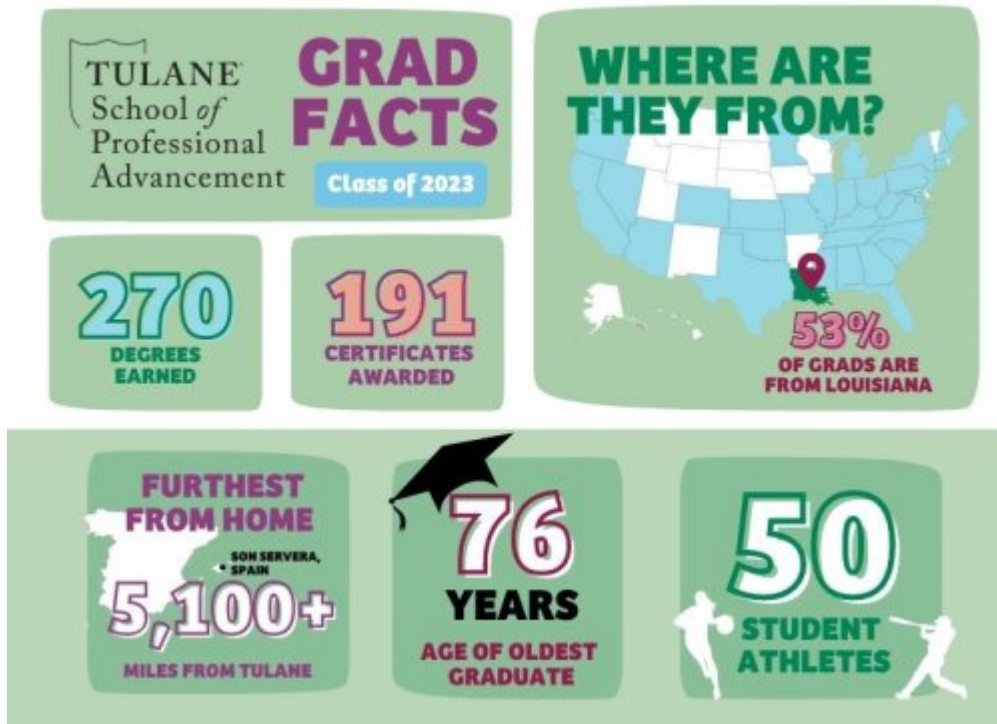 TULANE
School of
Professional
Advancement
GRAD
FACTS
Class of 2023
WHERE ARE
THEY FROM?
53%
OF GRADS ARE
FROM LOUISIANA
270
DEGREES
EARNED
191
CERTIFICATES
AWARDED
FURTHEST
FROM HOME
SON SERVERA,
SPAIN
5,100+
MILES FROM TULANE
76
YEARS
AGE OF OLDEST
GRADUATE
50
STUDENT
ATHLETES